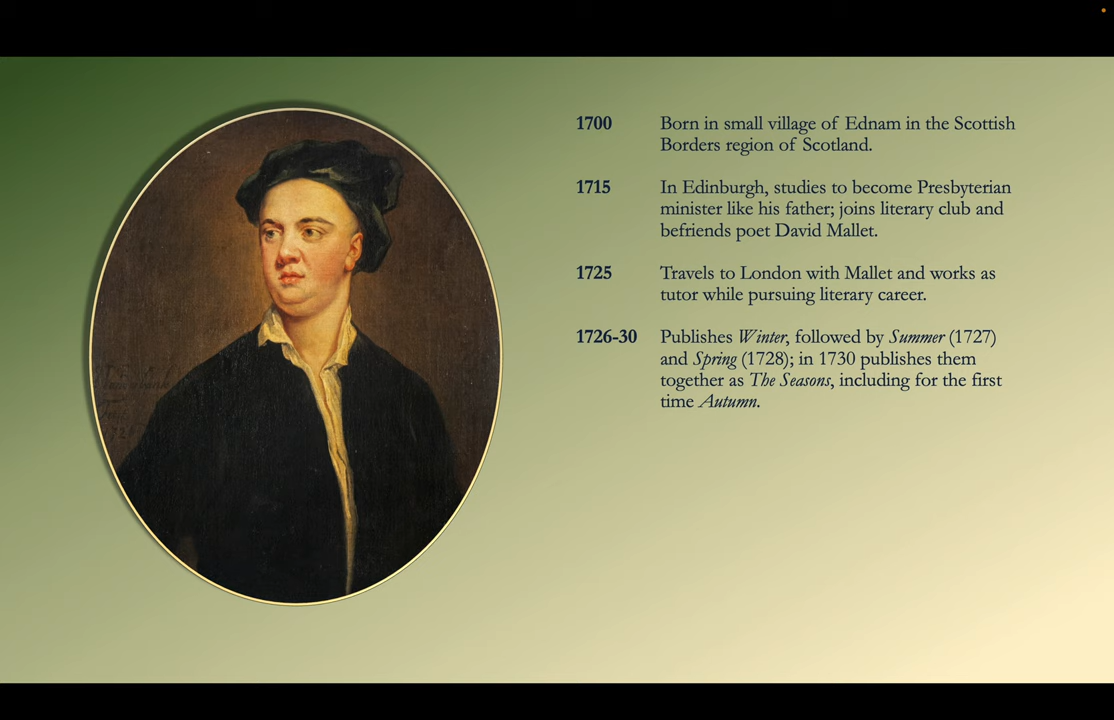 1700 Born in small village of Ednam in the Scottish
Borders region of Scotland.
1715 In Edinburgh, studies to become Presbyterian
minister like his father; joins literary club and
befriends poet David Mallet.
1725 Travels to London with Mallet and works as
tutor while pursuing literary career.
1726-30 Publishes Winter, followed by Summer (1727)
and Spring (1728); in 1730 publishes them
together as The Seasons, including for the first
time Autumn.